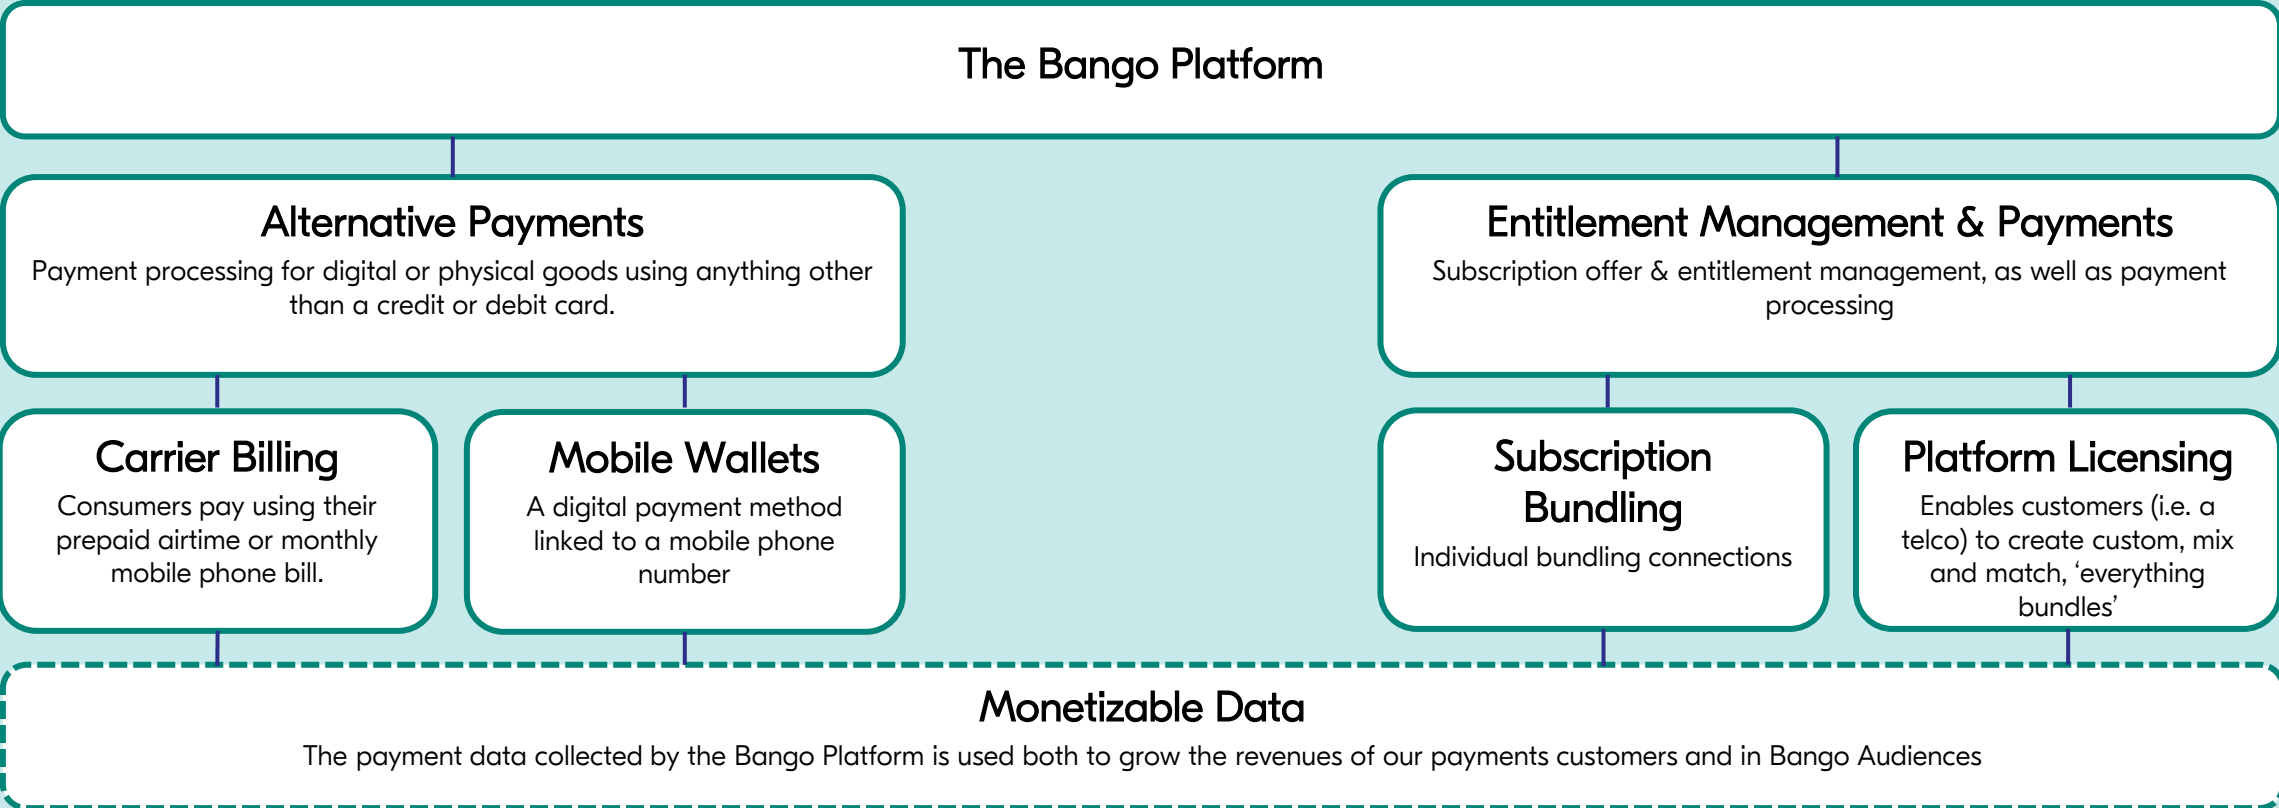 The Bango Platform
Alternative Payments
Payment processing for digital or physical goods using anything other
than a credit or debit card.
Entitlement Management & Payments
Subscription offer & entitlement management, as well as payment
processing
Carrier Billing
Consumers pay using their
prepaid airtime or monthly
mobile phone bill.
Mobile Wallets
A digital payment method
linked to a mobile phone
number
Subscription
Bundling
Individual bundling connections
Platform Licensing
Enables customers (i.e. a
telco) to create custom, mix
and match, ‘everything
bundles’
Monetizable Data
The payment data collected by the Bango Platform is used both to grow the revenues of our payments customers and in Bango Audiences